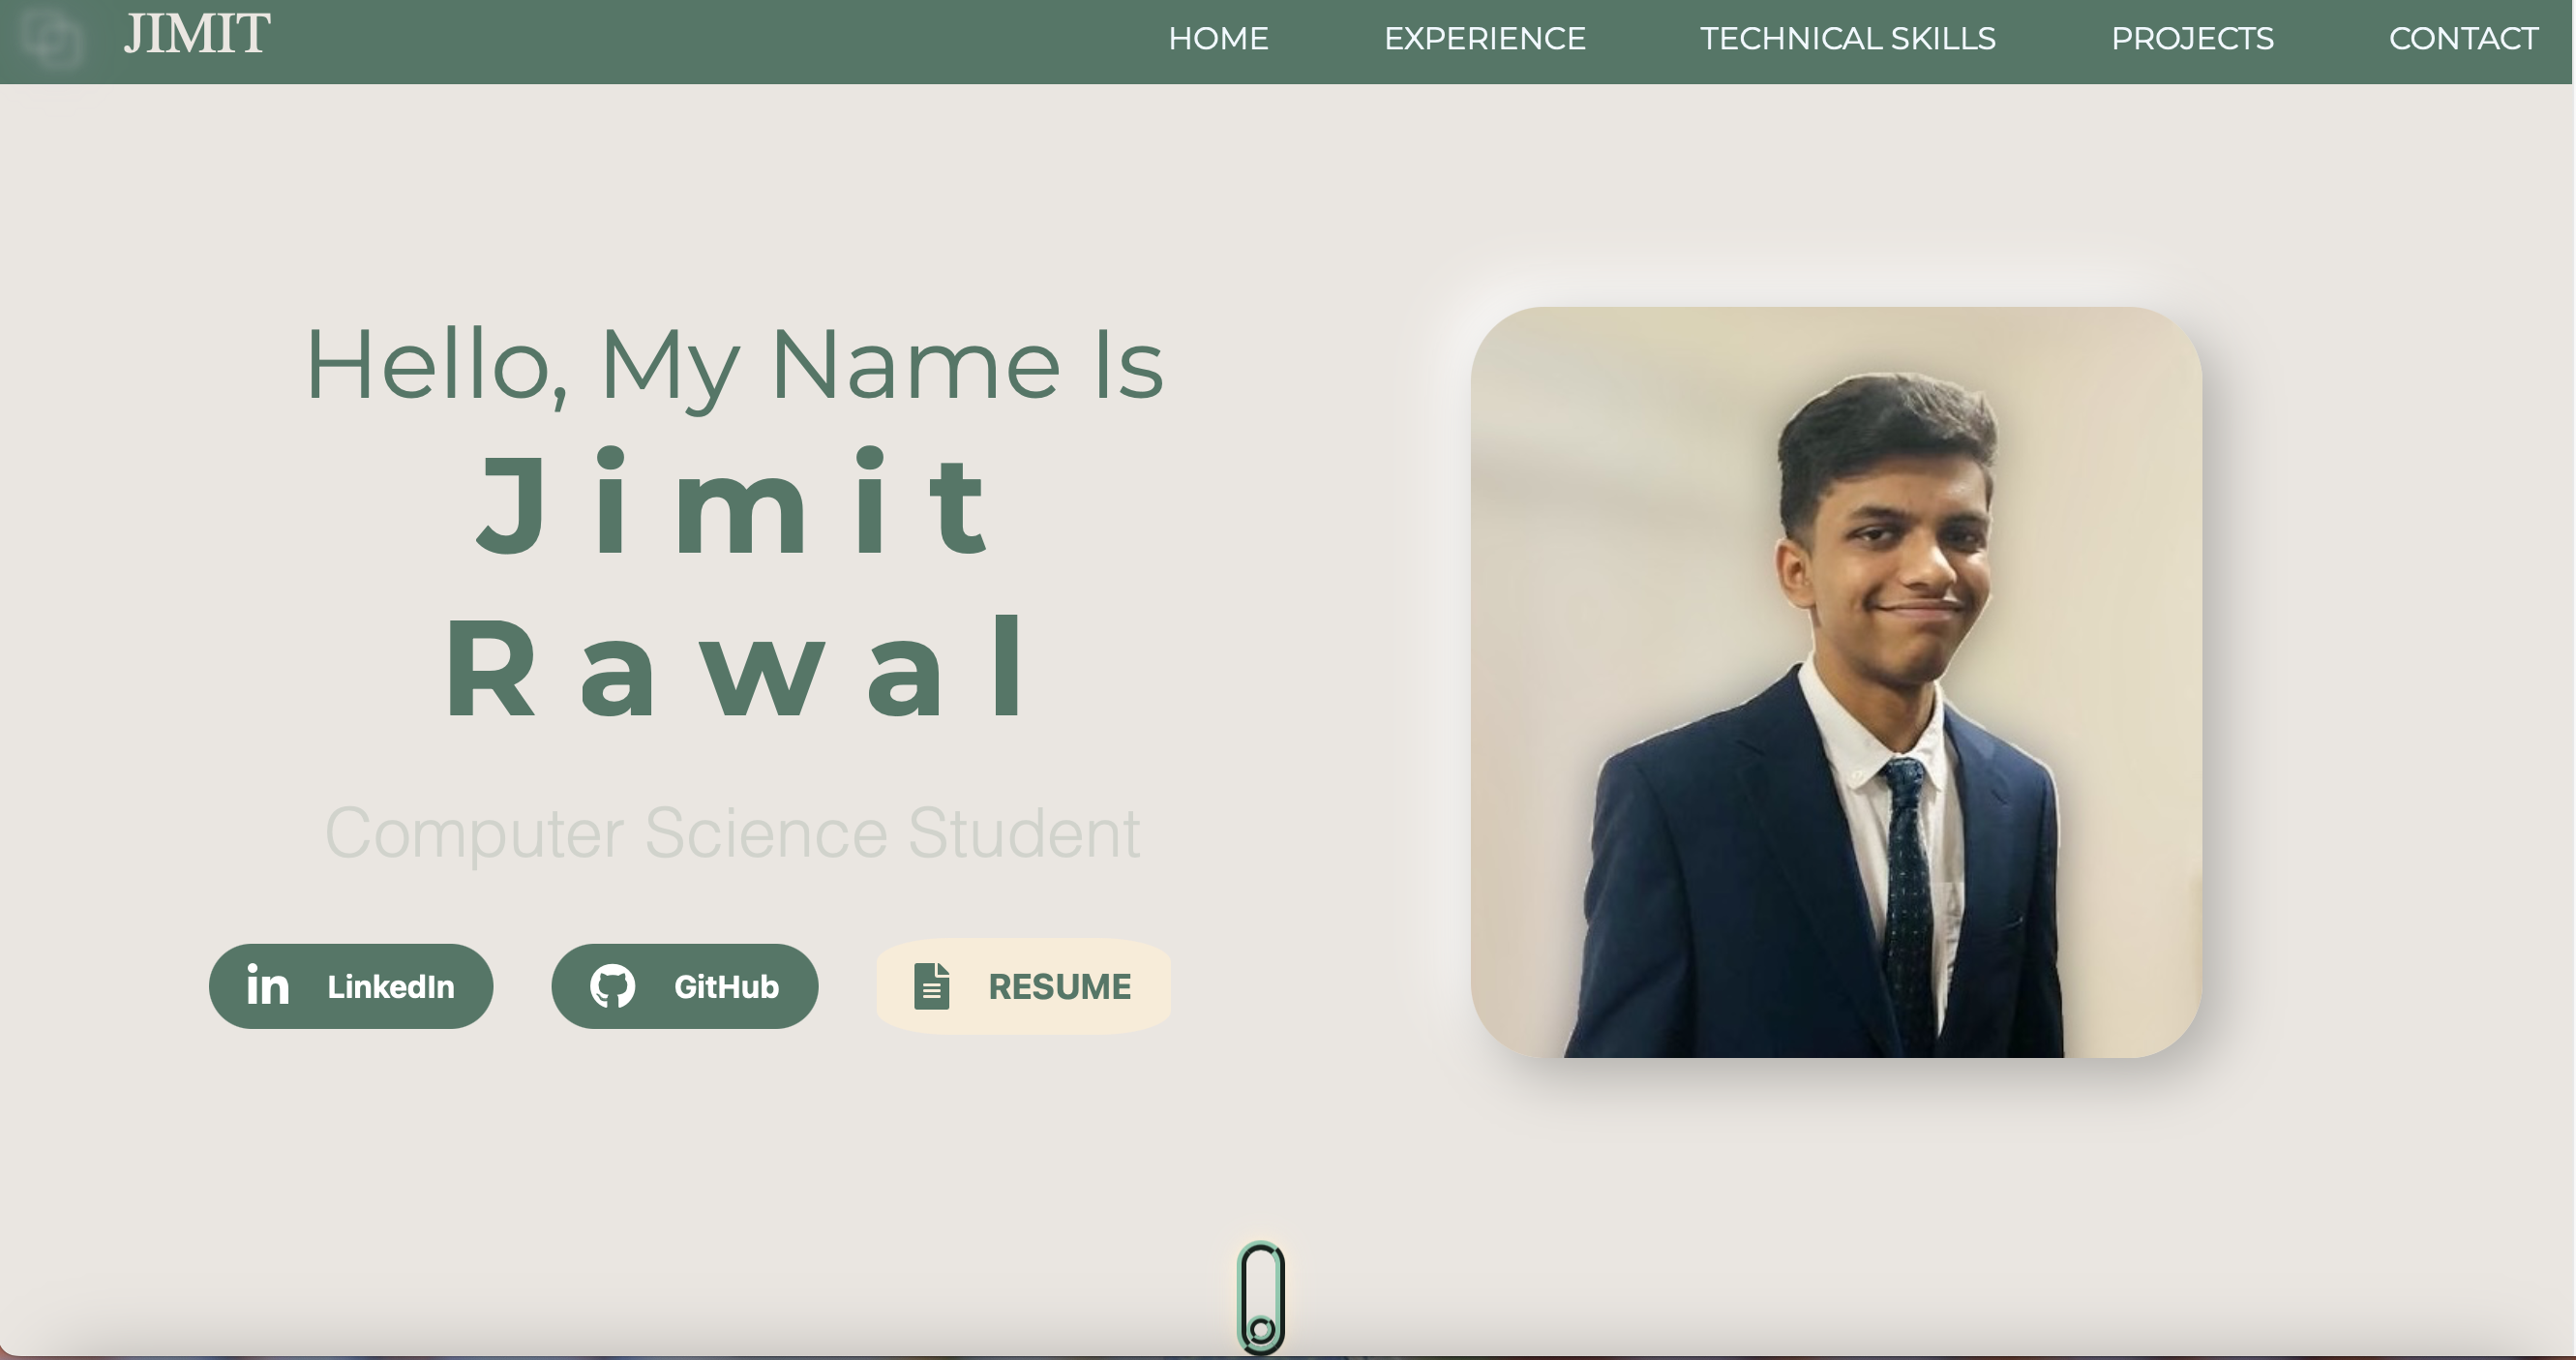 JIMIT
HOME EXPERIENCE TECHNICAL SKILLS PROJECTS CONTACT
Hello, My Name Is
Jimit
Rawal
Computer Science Student
in LinkedIn GitHub RESUME